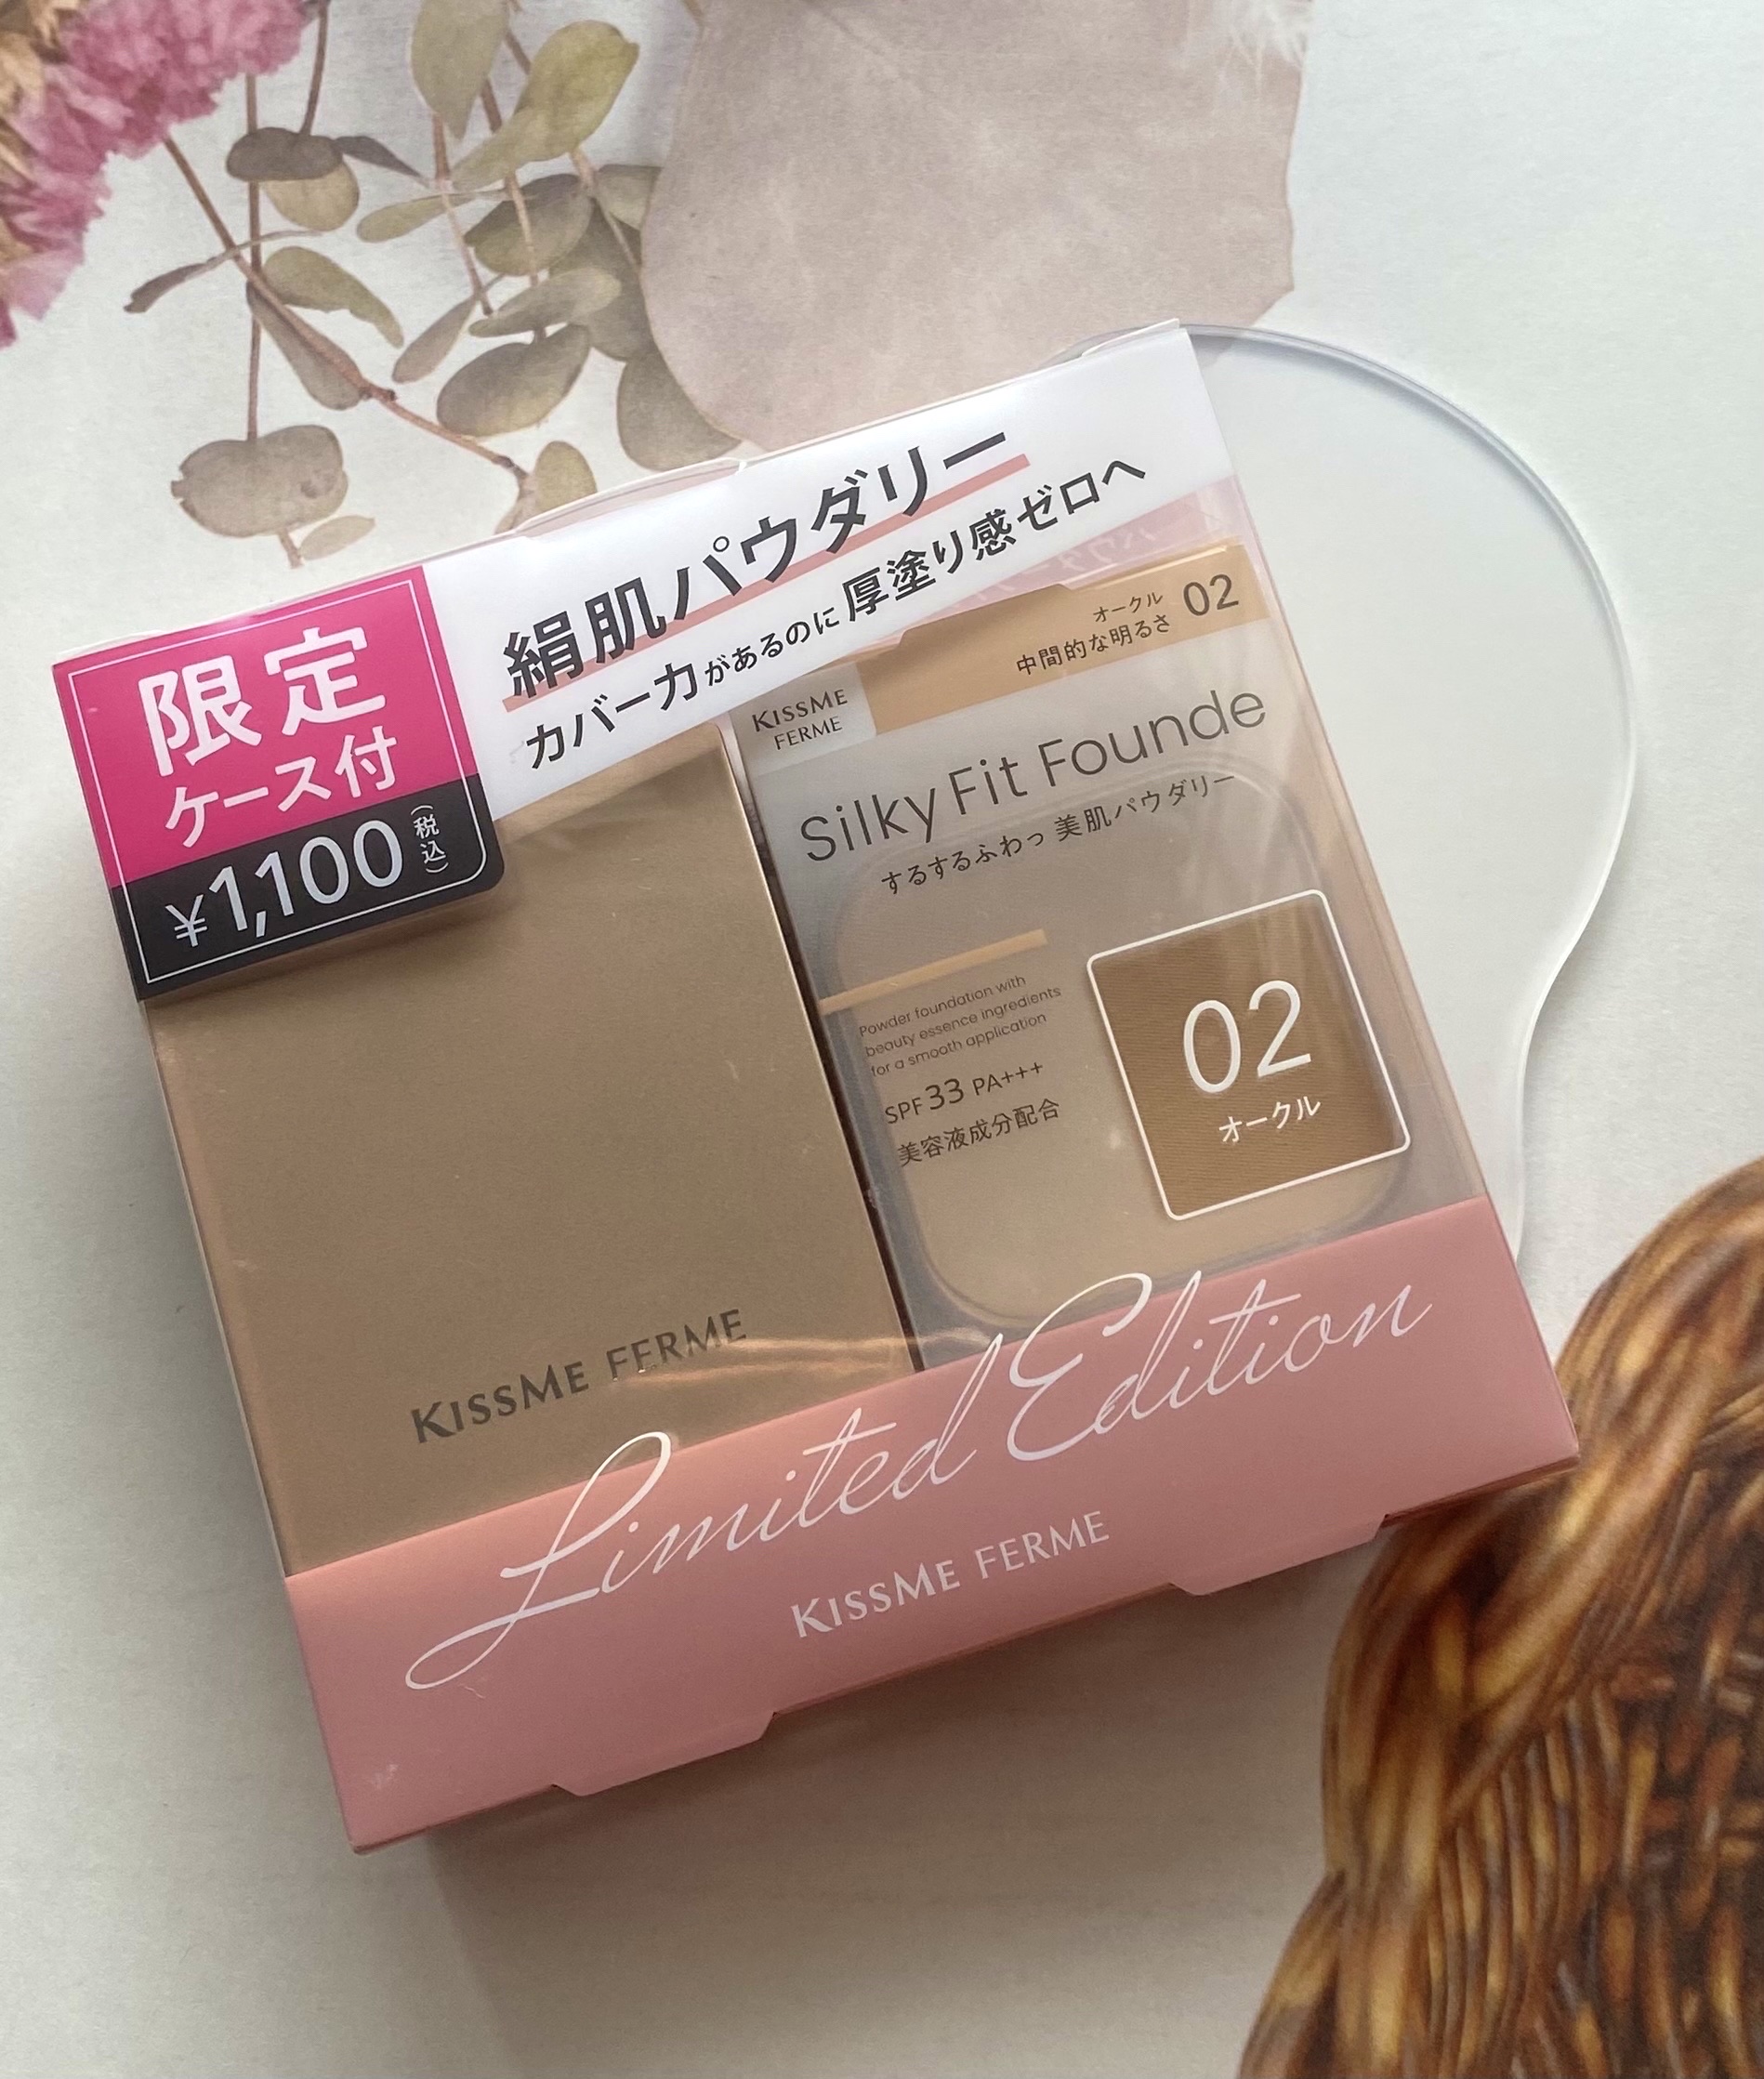 限定
ケース付
¥1,100(税込)
絹肌パウダリー
カバー力があるのに厚塗り感ゼロへ
オークル
中間的な明るさ 02
KISSME
FERME
Silky Fit Founde
するするふわっ 美肌パウダリー
Powder foundation with
beauty essence ingredients
for a smooth application
SPF33 PA+++
美容液成分配合
02
オークル
KISSME FERME
Limited Edition
KISSME FERME